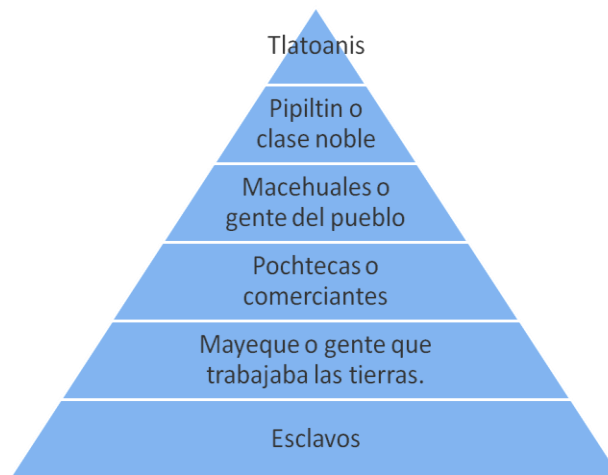 Tlatoanis
Pipiltin o
clase noble
Macehuales o
gente del pueblo
Pochtecas o
comerciantes
Mayeque o gente que
trabajaba las tierras.
Esclavos